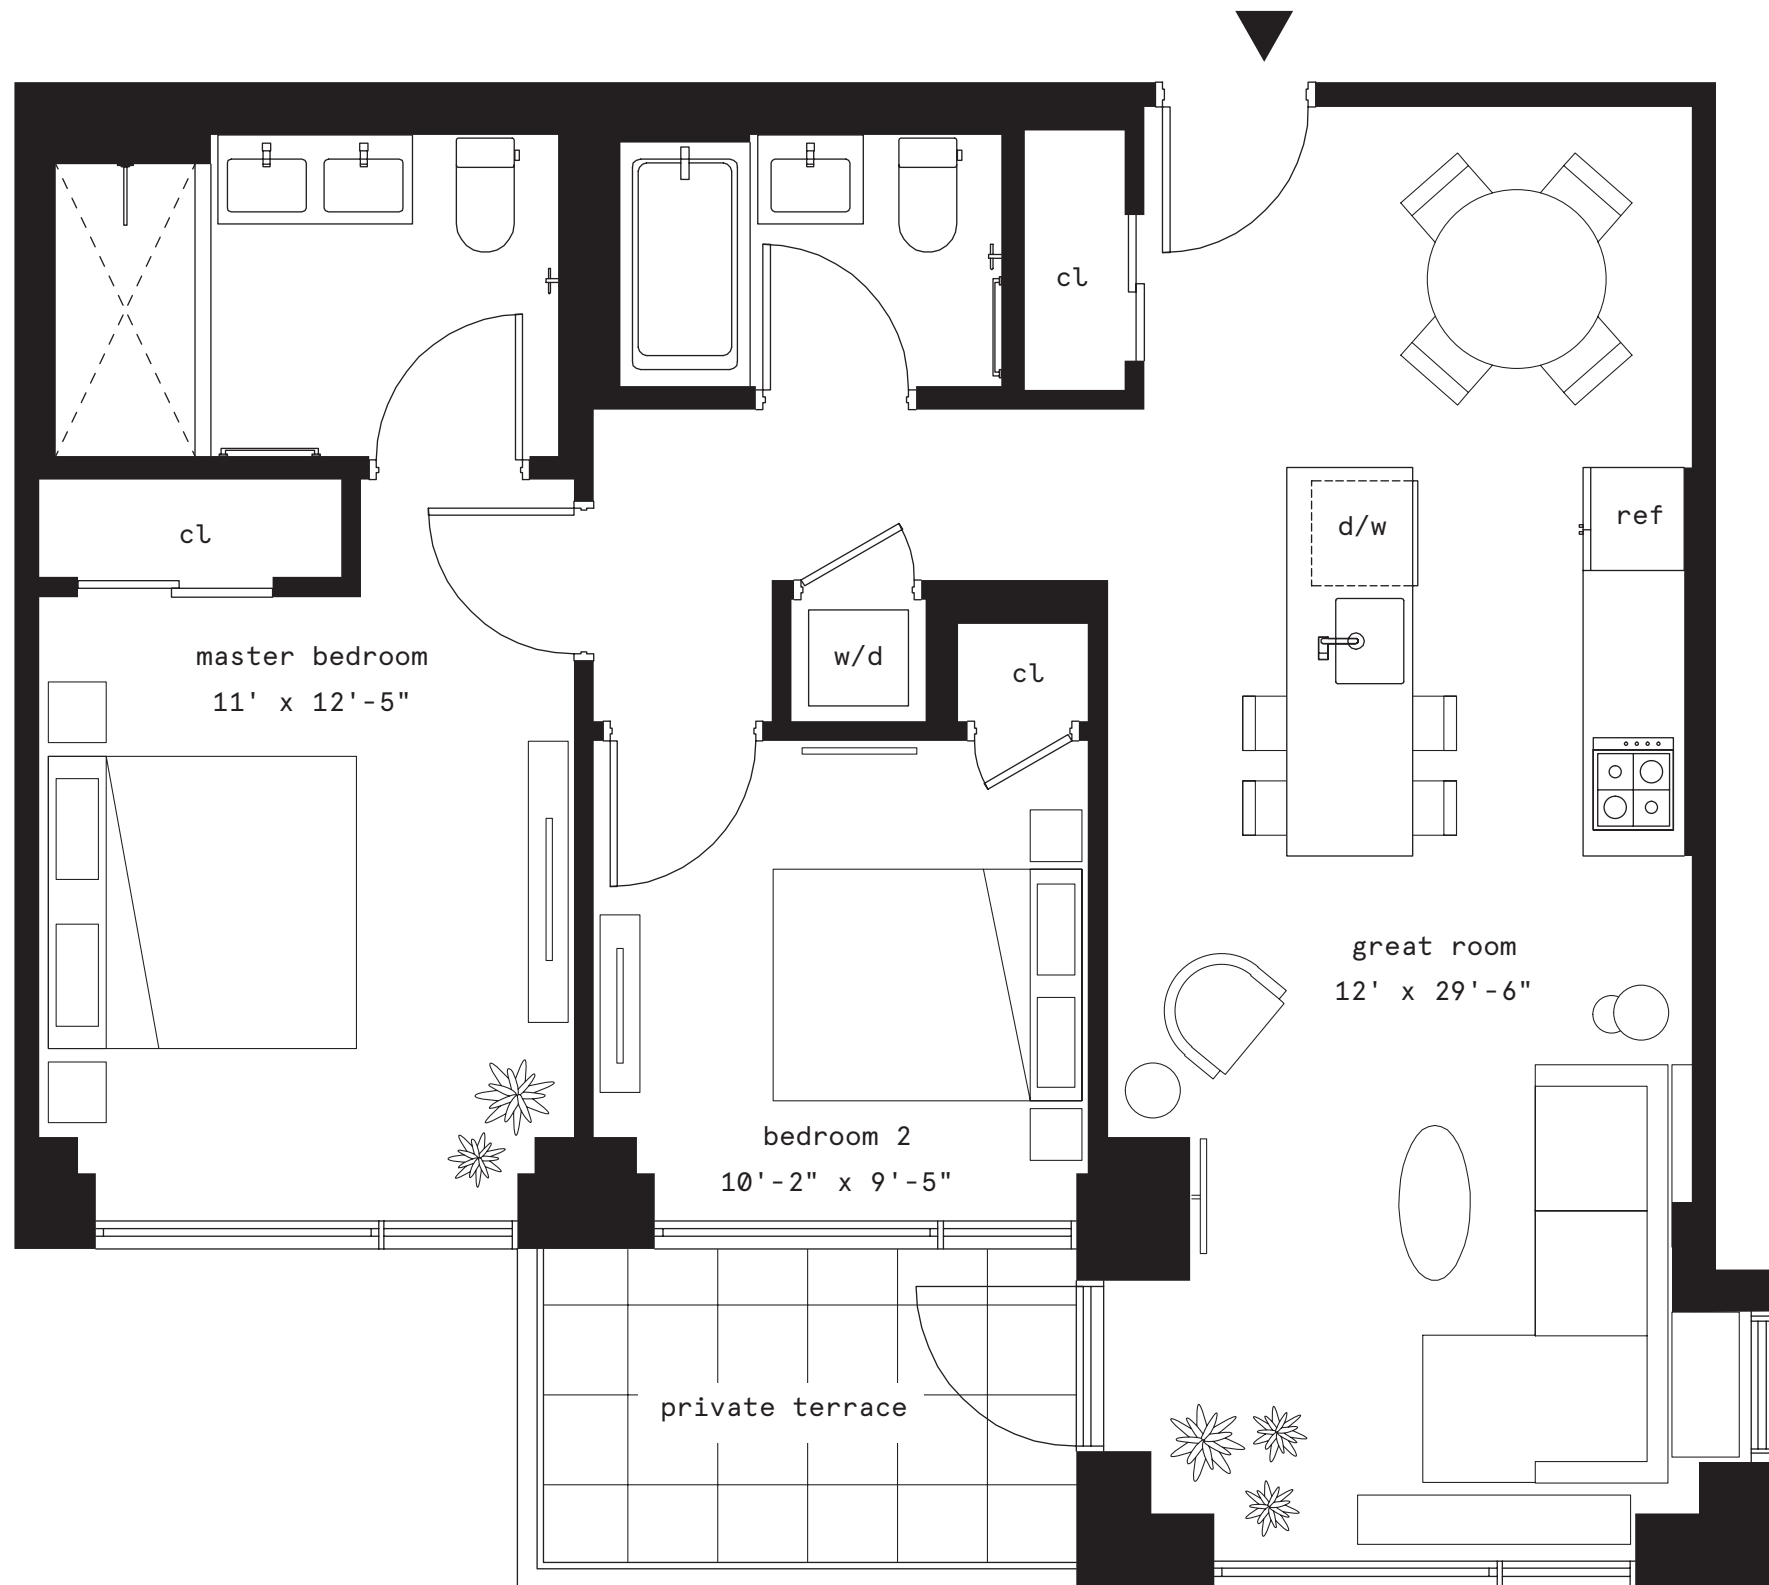 cl
d/w
ref
cl
w/d
cl
master bedroom
11' x 12'-5"
great room
12' x 29'-6"
bedroom 2
10'-2" x 9'-5"
private terrace